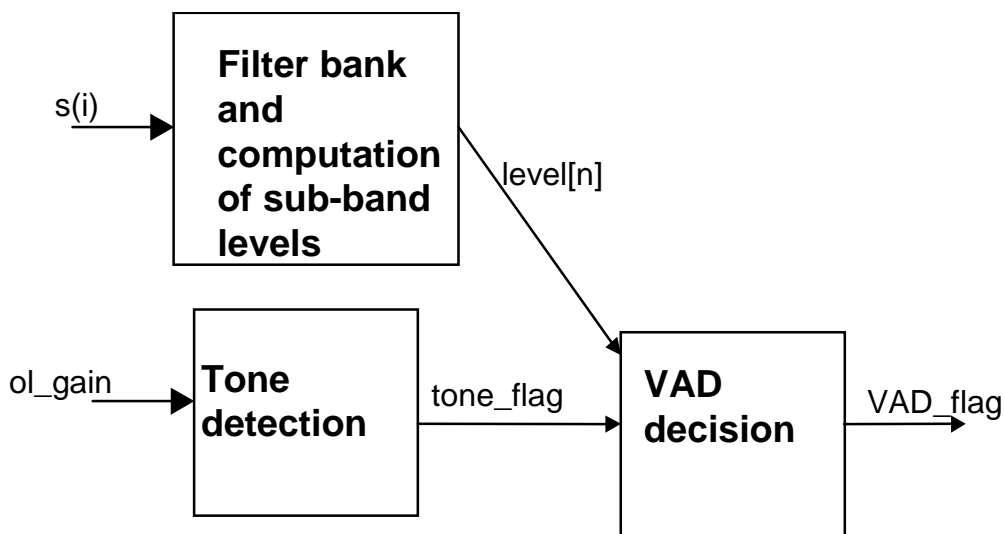 s(i)
Filter bank
and
computation
of sub-band
levels
level[n]
ol_gain
Tone
detection
tone_flag
VAD
decision
VAD_flag